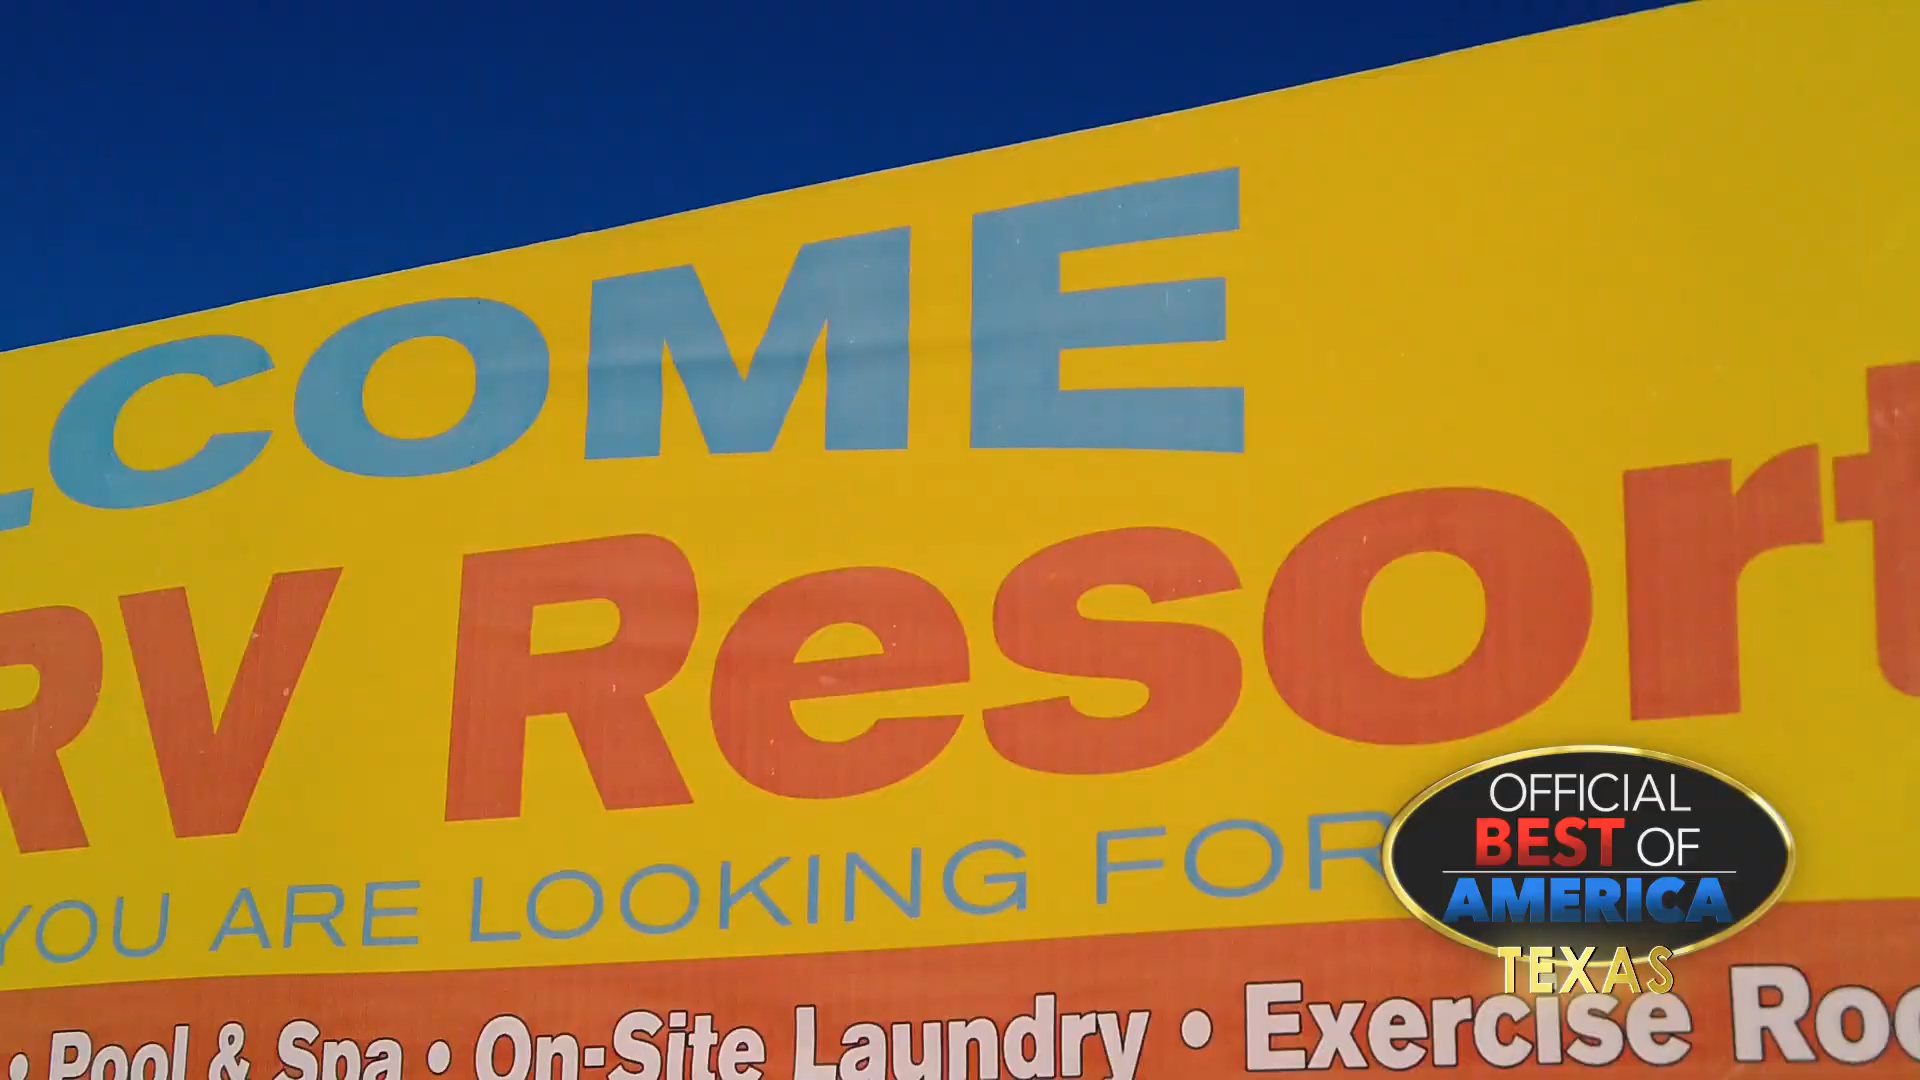 LCOME
RV Resort
YOU ARE LOOKING FOR
• Pool & Spa • On-Site Laundry • Exercise Roo
OFFICIAL
BEST OF
AMERICA
TEXAS